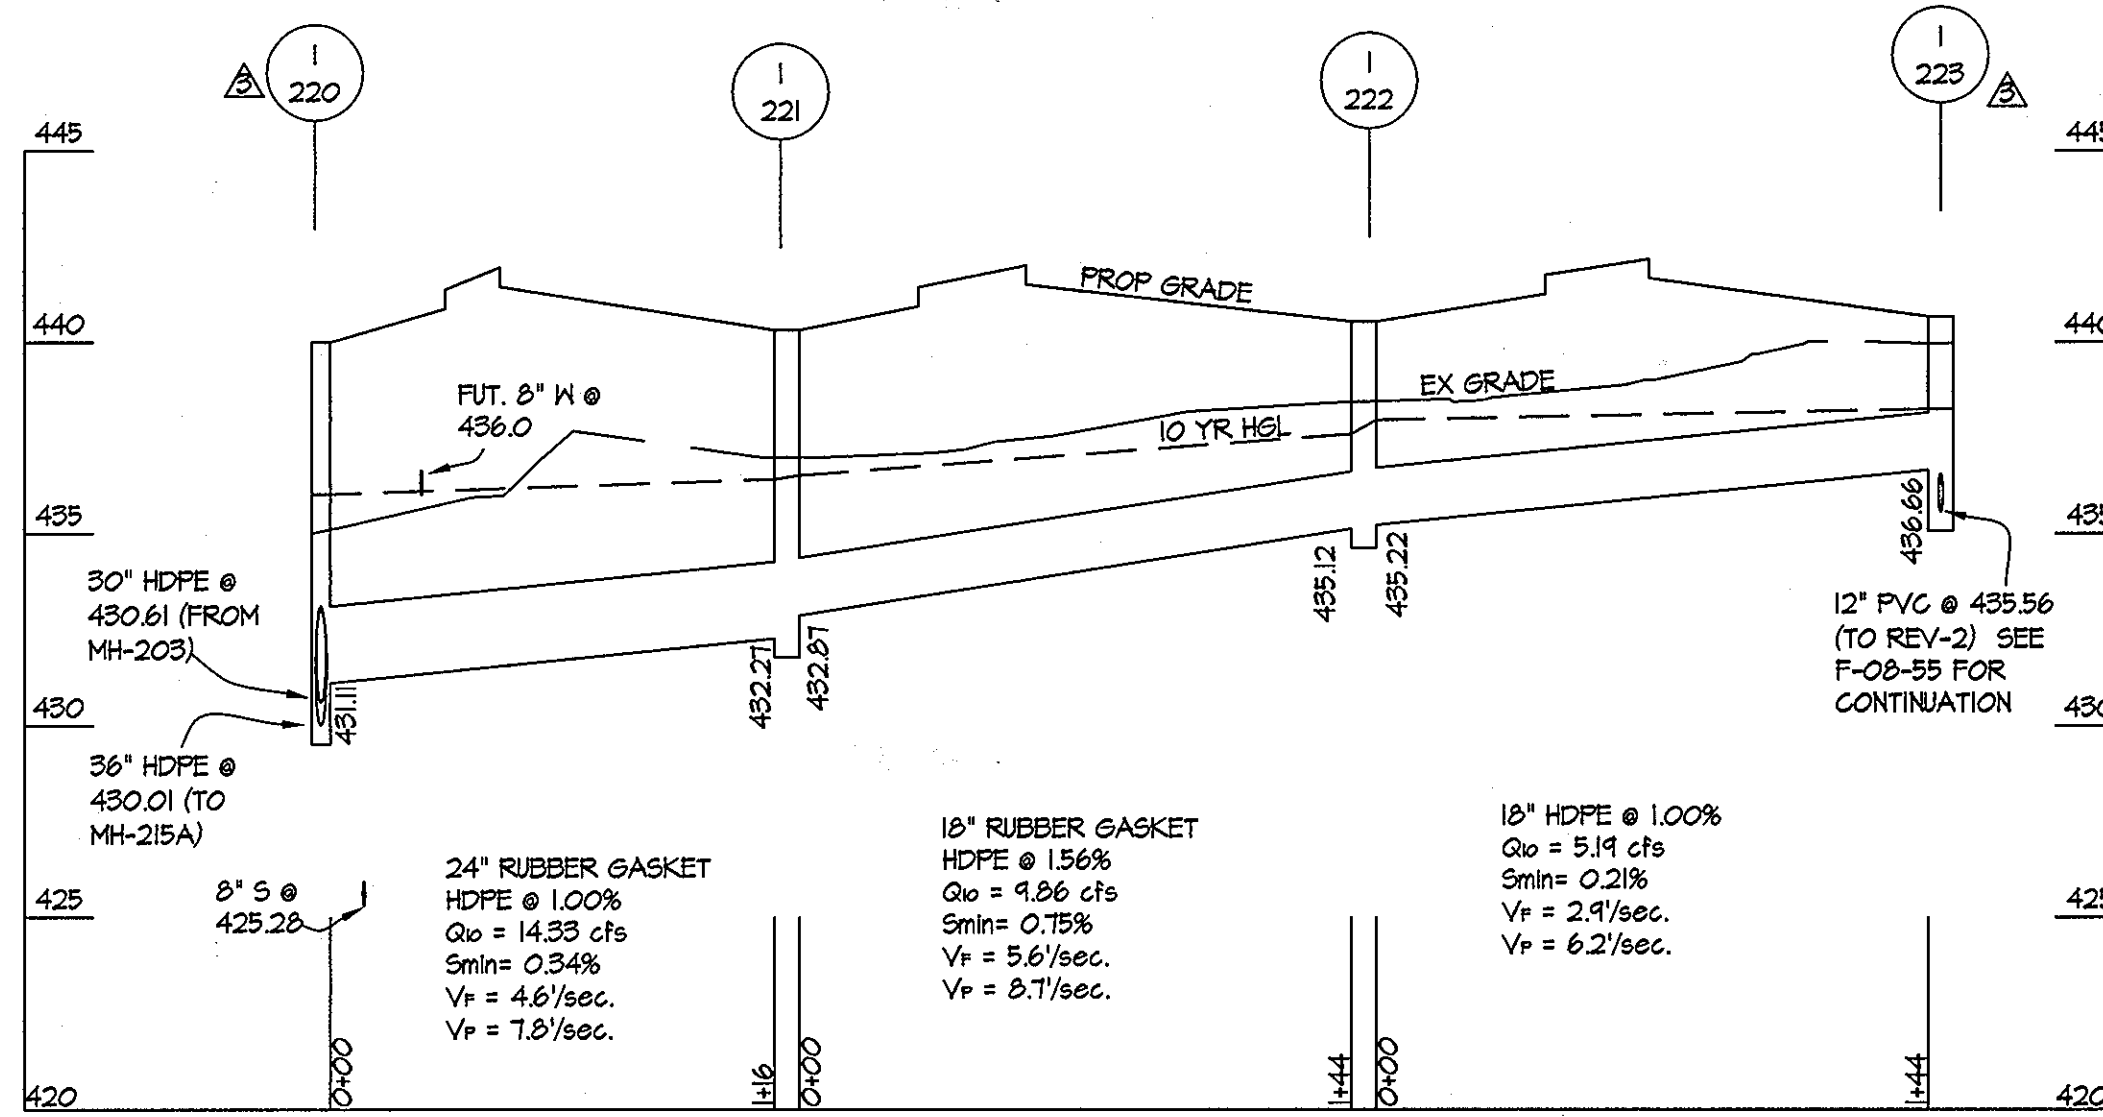 I
220
3
I
221
I
222
I
223
3
445
445
PROP GRADE
440
440
FUT. 8" W @
436.0
EX GRADE
10 YR HGL
435
435
30" HDPE @
430.61 (FROM
MH-203)
431.11
432.27
432.87
435.12
435.22
436.66
12" PVC @ 435.56
(TO REV-2) SEE
F-08-55 FOR
CONTINUATION
430
430
36" HDPE @
430.01 (TO
MH-215A)
425
425
8" S @
425.28
24" RUBBER GASKET
HDPE @ 1.00%
Q10 = 14.33 cfs
Smin= 0.34%
VF = 4.6'/sec.
VP = 7.8'/sec.
18" RUBBER GASKET
HDPE @ 1.56%
Q10 = 9.86 cfs
Smin= 0.75%
VF = 5.6'/sec.
VP = 8.7'/sec.
18" HDPE @ 1.00%
Q10 = 5.19 cfs
Smin= 0.21%
VF = 2.9'/sec.
VP = 6.2'/sec.
420
0+00
1+16
0+00
1+44
0+00
1+44
420